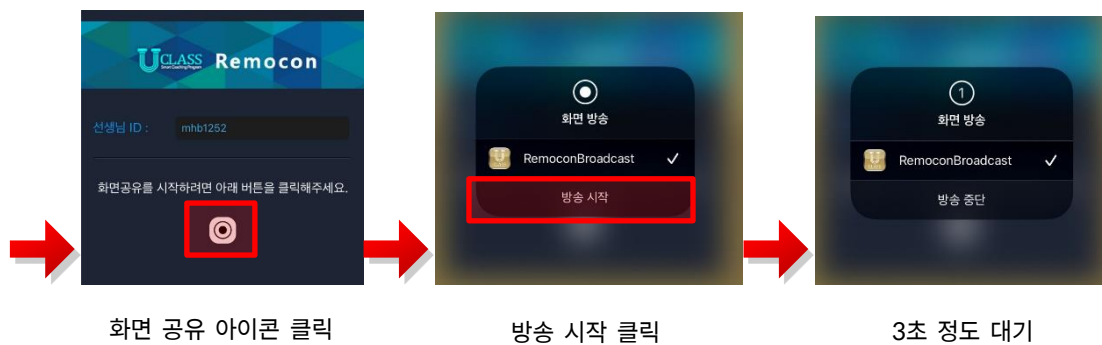 UCLASS Remocon
Smart Coaching Program
선생님 ID : mhb1252
화면공유를 시작하려면 아래 버튼을 클릭해주세요.
화면 공유 아이콘 클릭
화면 방송
RemoconBroadcast
방송 시작
방송 시작 클릭
1
화면 방송
RemoconBroadcast
방송 중단
3초 정도 대기